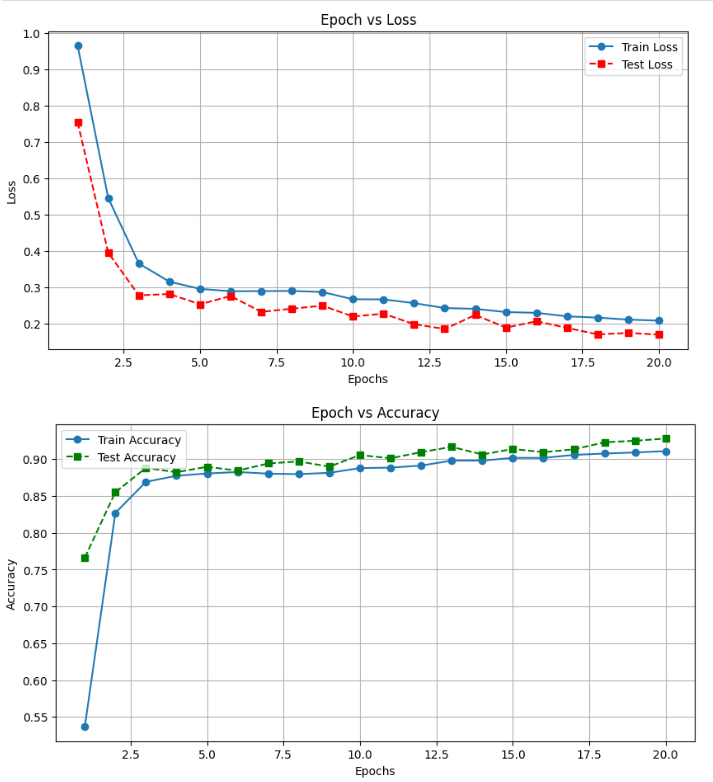 Epoch vs Loss
1.0
0.9
0.8
0.7
0.6
0.5
0.4
0.3
0.2
Loss
Train Loss
Test Loss
2.5 5.0 7.5 10.0 12.5 15.0 17.5 20.0
Epochs
Epoch vs Accuracy
Train Accuracy
Test Accuracy
0.90
0.85
0.80
0.75
0.70
0.65
0.60
0.55
Accuracy
2.5 5.0 7.5 10.0 12.5 15.0 17.5 20.0
Epochs